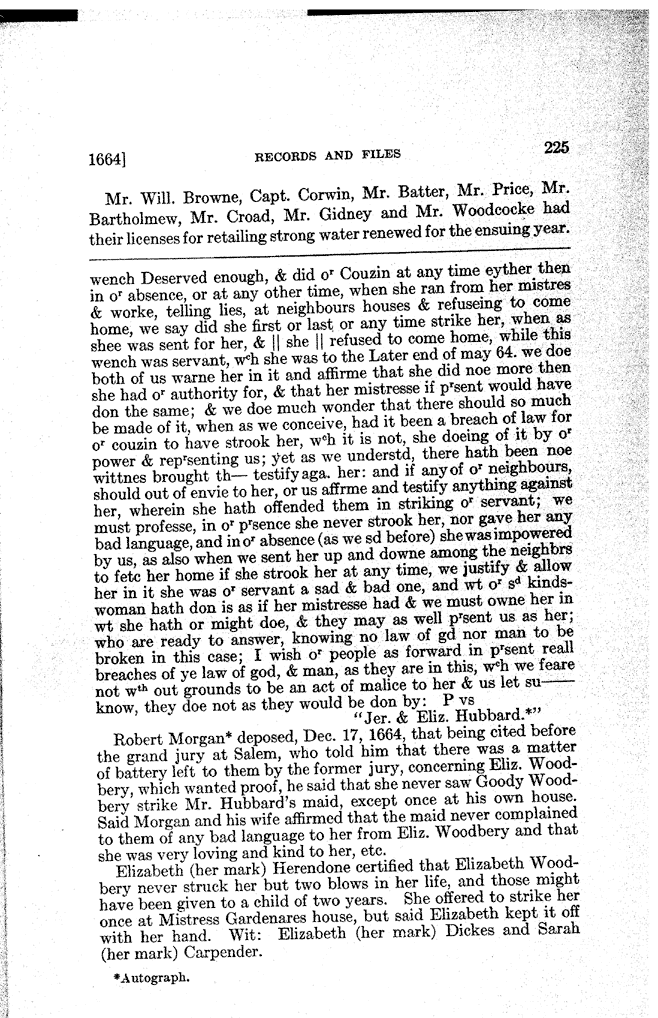 1664] RECORDS AND FILES 225
Mr. Will. Browne, Capt. Corwin, Mr. Batter, Mr. Price, Mr.
Bartholmew, Mr. Croad, Mr. Gidney and Mr. Woodcocke had
their licenses for retailing strong water renewed for the ensuing year.
wench Deserved enough, & did oʳ Couzin at any time eyther then
in oʳ absence, or at any other time, when she ran from her mistres
& worke, telling lies, at neighbours houses & refuseing to come
home, we say did she first or last or any time strike her, when as
shee was sent for her, & || she || refused to come home, while this
wench was servant, wᶜh she was to the Later end of may 64. we doe
both of us warne her in it and affirme that she did noe more then
she had oʳ authority for, & that her mistresse if pʳsent would have
don the same; & we doe much wonder that there should so much
be made of it, when as we conceive, had it been a breach of law for
oʳ couzin to have strook her, wᶜh it is not, she doeing of it by oʳ
power & repʳsenting us; yet as we understd, there hath been noe
wittnes brought th— testify aga. her: and if any of oʳ neighbours,
should out of envie to her, or us affrme and testify anything against
her, wherein she hath offended them in striking oʳ servant; we
must professe, in oʳ pʳsence she never strook her, nor gave her any
bad language, and in oʳ absence (as we sd before) she was impowered
by us, as also when we sent her up and downe among the neighbrs
to fetc her home if she strook her at any time, we justify & allow
her in it she was oʳ servant a sad & bad one, and wt oʳ sᵈ kinds-
woman hath don is as if her mistresse had & we must owne her in
wt she hath or might doe, & they may as well pʳsent us as her;
who are ready to answer, knowing no law of gd nor man to be
broken in this case; I wish oʳ people as forward in pʳsent reall
breaches of ye law of god, & man, as they are in this, wᶜh we feare
not wᵗʰ out grounds to be an act of malice to her & us let su——
know, they doe not as they would be don by: P vs
"Jer. & Eliz. Hubbard.*"
Robert Morgan* deposed, Dec. 17, 1664, that being cited before
the grand jury at Salem, who told him that there was a matter
of battery left to them by the former jury, concerning Eliz. Wood-
bery, which wanted proof, he said that she never saw Goody Wood-
bery strike Mr. Hubbard's maid, except once at his own house.
Said Morgan and his wife affirmed that the maid never complained
to them of any bad language to her from Eliz. Woodbery and that
she was very loving and kind to her, etc.
Elizabeth (her mark) Herendone certified that Elizabeth Wood-
bery never struck her but two blows in her life, and those might
have been given to a child of two years. She offered to strike her
once at Mistress Gardenares house, but said Elizabeth kept it off
with her hand. Wit: Elizabeth (her mark) Dickes and Sarah
(her mark) Carpender.
*Autograph.